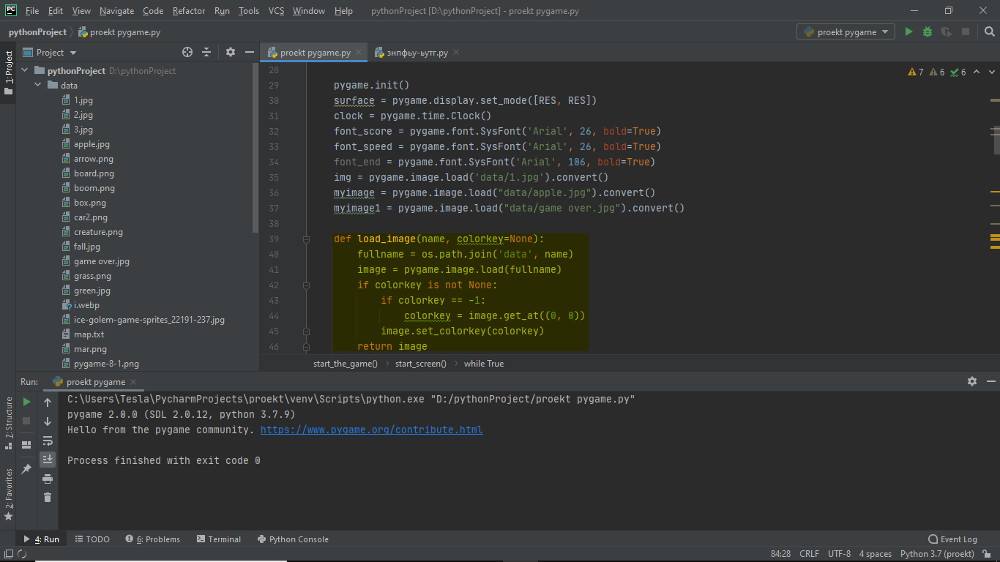 File Edit View Navigate Code Refactor Run Tools VCS Window Help pythonProject [D:\pythonProject] - proekt pygame.py
pythonProject proekt pygame.py proekt pygame
1: Project
Project
proekt pygame.py
знпфьу-ьутг.py
pythonProject D:\pythonProject
data
1.jpg
2.jpg
3.jpg
apple.jpg
arrow.png
board.png
boom.png
box.png
car2.png
creature.png
fall.jpg
game over.jpg
grass.png
green.jpg
i.webp
ice-golem-game-sprites_22191-237.jpg
map.txt
mar.png
pygame-8-1.png
7 6 6
28
29 pygame.init()
30 surface = pygame.display.set_mode([RES, RES])
31 clock = pygame.time.Clock()
32 font_score = pygame.font.SysFont('Arial', 26, bold=True)
33 font_speed = pygame.font.SysFont('Arial', 26, bold=True)
34 font_end = pygame.font.SysFont('Arial', 106, bold=True)
35 img = pygame.image.load('data/1.jpg').convert()
36 myimage = pygame.image.load("data/apple.jpg").convert()
37 myimage1 = pygame.image.load("data/game over.jpg").convert()
38
39 def load_image(name, colorkey=None):
40 fullname = os.path.join('data', name)
41 image = pygame.image.load(fullname)
42 if colorkey is not None:
43 if colorkey == -1:
44 colorkey = image.get_at((0, 0))
45 image.set_colorkey(colorkey)
46 return image
start_the_game() start_screen() while True
Run: proekt pygame
C:\Users\Tesla\PycharmProjects\proekt\venv\Scripts\python.exe "D:/pythonProject/proekt pygame.py"
pygame 2.0.0 (SDL 2.0.12, python 3.7.9)
Hello from the pygame community. https://www.pygame.org/contribute.html
Process finished with exit code 0
7: Structure
2: Favorites
4: Run TODO 6: Problems Terminal Python Console Event Log
84:28 CRLF UTF-8 4 spaces Python 3.7 (proekt)